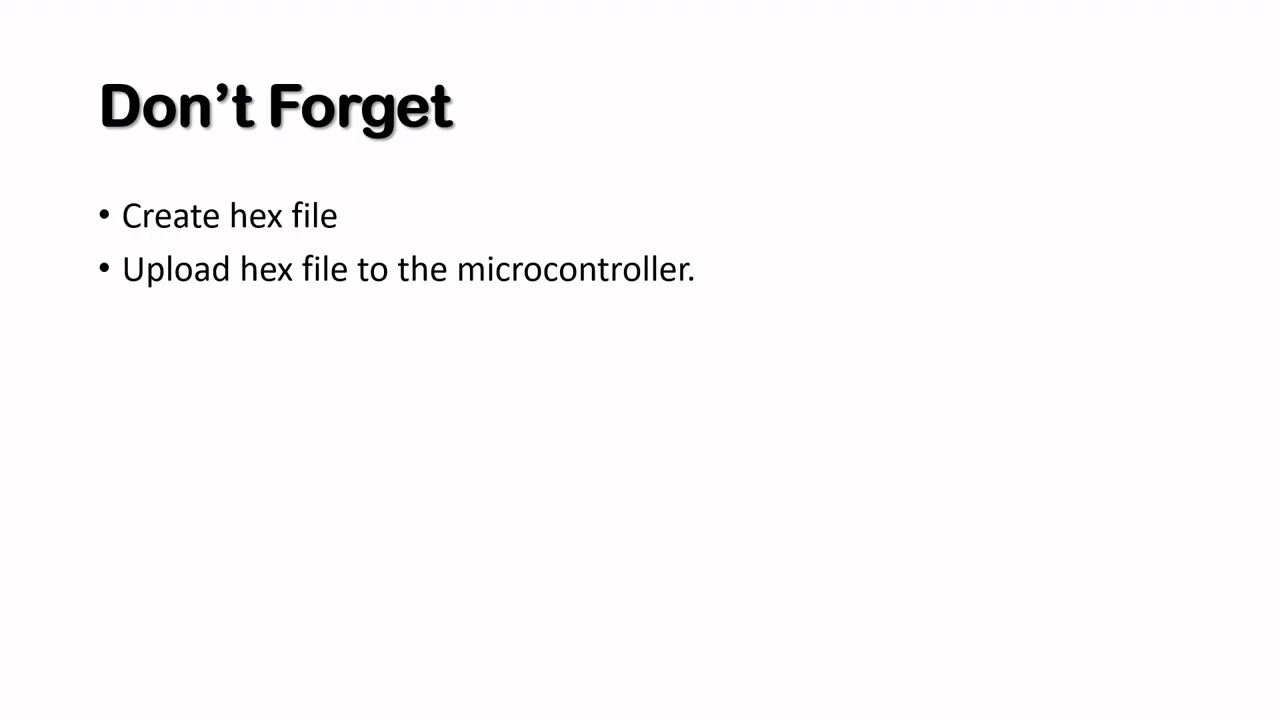 Don’t Forget
• Create hex file
• Upload hex file to the microcontroller.